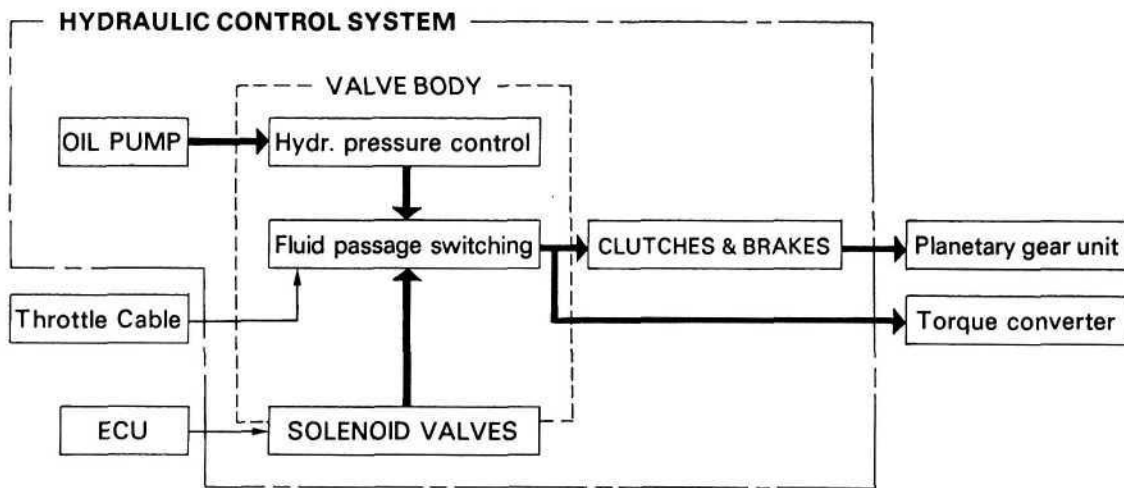 HYDRAULIC CONTROL SYSTEM
VALVE BODY
OIL PUMP
Hydr. pressure control
Fluid passage switching
CLUTCHES & BRAKES
Planetary gear unit
Throttle Cable
Torque converter
ECU
SOLENOID VALVES